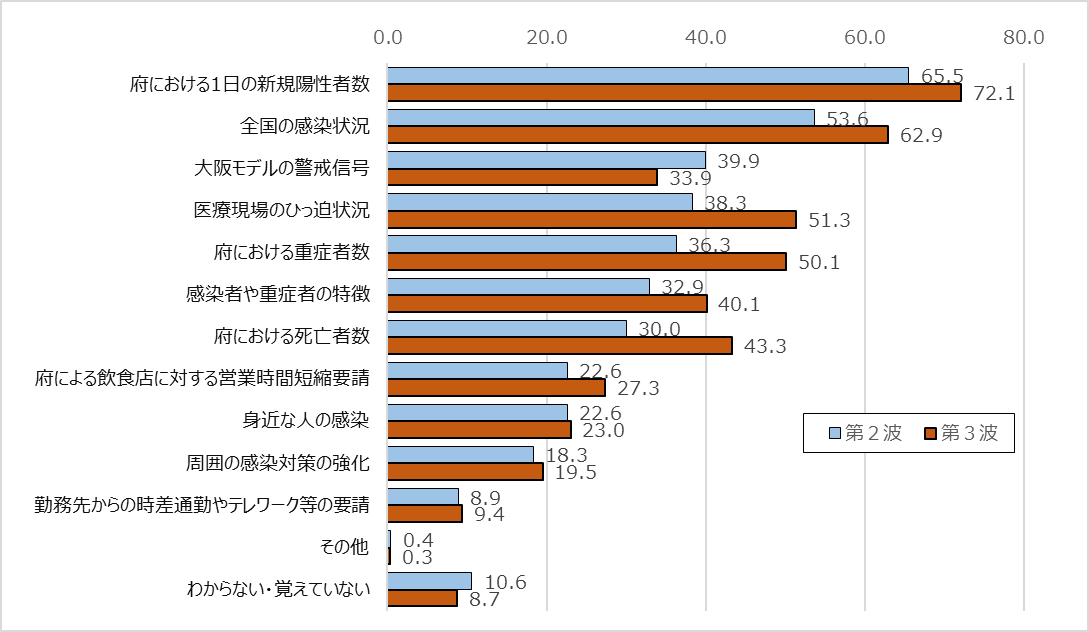 0.0 20.0 40.0 60.0 80.0
府における1日の新規陽性者数 65.5 72.1
全国の感染状況 53.6 62.9
大阪モデルの警戒信号 39.9 33.9
医療現場のひっ迫状況 38.3 51.3
府における重症者数 36.3 50.1
感染者や重症者の特徴 32.9 40.1
府における死亡者数 30.0 43.3
府による飲食店に対する営業時間短縮要請 22.6 27.3
身近な人の感染 22.6 23.0
周囲の感染対策の強化 18.3 19.5
勤務先からの時差通勤やテレワーク等の要請 8.9 9.4
その他 0.4 0.3
わからない・覚えていない 10.6 8.7
第２波 第３波